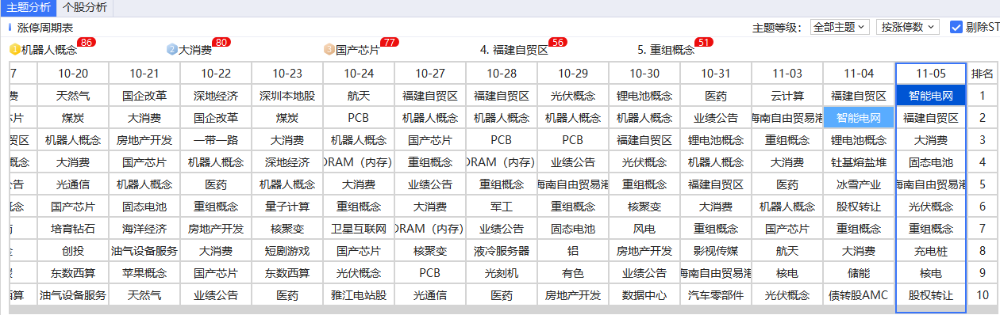 主题分析 个股分析
涨停周期表 主题等级： 全部主题 按涨停数 剔除ST
1 机器人概念 86 2 大消费 80 3 国产芯片 77 4. 福建自贸区 56 5. 重组概念 51
7 10-20 10-21 10-22 10-23 10-24 10-27 10-28 10-29 10-30 10-31 11-03 11-04 11-05 排名
费 天然气 国企改革 深地经济 深圳本地股 航天 福建自贸区 福建自贸区 光伏概念 锂电池概念 医药 云计算 福建自贸区 智能电网 1
片 煤炭 大消费 国企改革 煤炭 PCB 机器人概念 机器人概念 机器人概念 机器人概念 业绩公告 海南自由贸易港 智能电网 福建自贸区 2
贸区 机器人概念 房地产开发 一带一路 大消费 机器人概念 国产芯片 PCB PCB 福建自贸区 锂电池概念 重组概念 锂电池概念 大消费 3
概念 大消费 国产芯片 机器人概念 深地经济 DRAM（内存） 重组概念 DRAM（内存） 业绩公告 光伏概念 机器人概念 大消费 钍基熔盐堆 固态电池 4
公告 光通信 机器人概念 医药 机器人概念 大消费 业绩公告 重组概念 海南自由贸易港 重组概念 福建自贸区 医药 冰雪产业 海南自由贸易港 5
概念 国产芯片 固态电池 重组概念 量子计算 重组概念 大消费 军工 重组概念 核聚变 大消费 机器人概念 股权转让 光伏概念 6
培育钻石 海洋经济 房地产开发 核聚变 卫星互联网 DRAM（内存） 业绩公告 固态电池 风电 重组概念 国产芯片 重组概念 重组概念 7
创投 油气设备服务 大消费 短剧游戏 国产芯片 核聚变 液冷服务器 铝 房地产开发 影视传媒 航天 大消费 充电桩 8
东数西算 苹果概念 国产芯片 东数西算 光伏概念 PCB 光刻机 有色 业绩公告 海南自由贸易港 核电 储能 核电 9
算 油气设备服务 天然气 业绩公告 医药 雅江电站股 光通信 医药 房地产开发 数据中心 汽车零部件 光伏概念 债转股AMC 股权转让 10